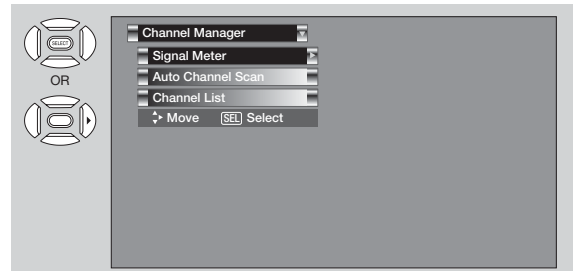 SELECT
OR
Channel Manager
Signal Meter
Auto Channel Scan
Channel List
Move SEL Select